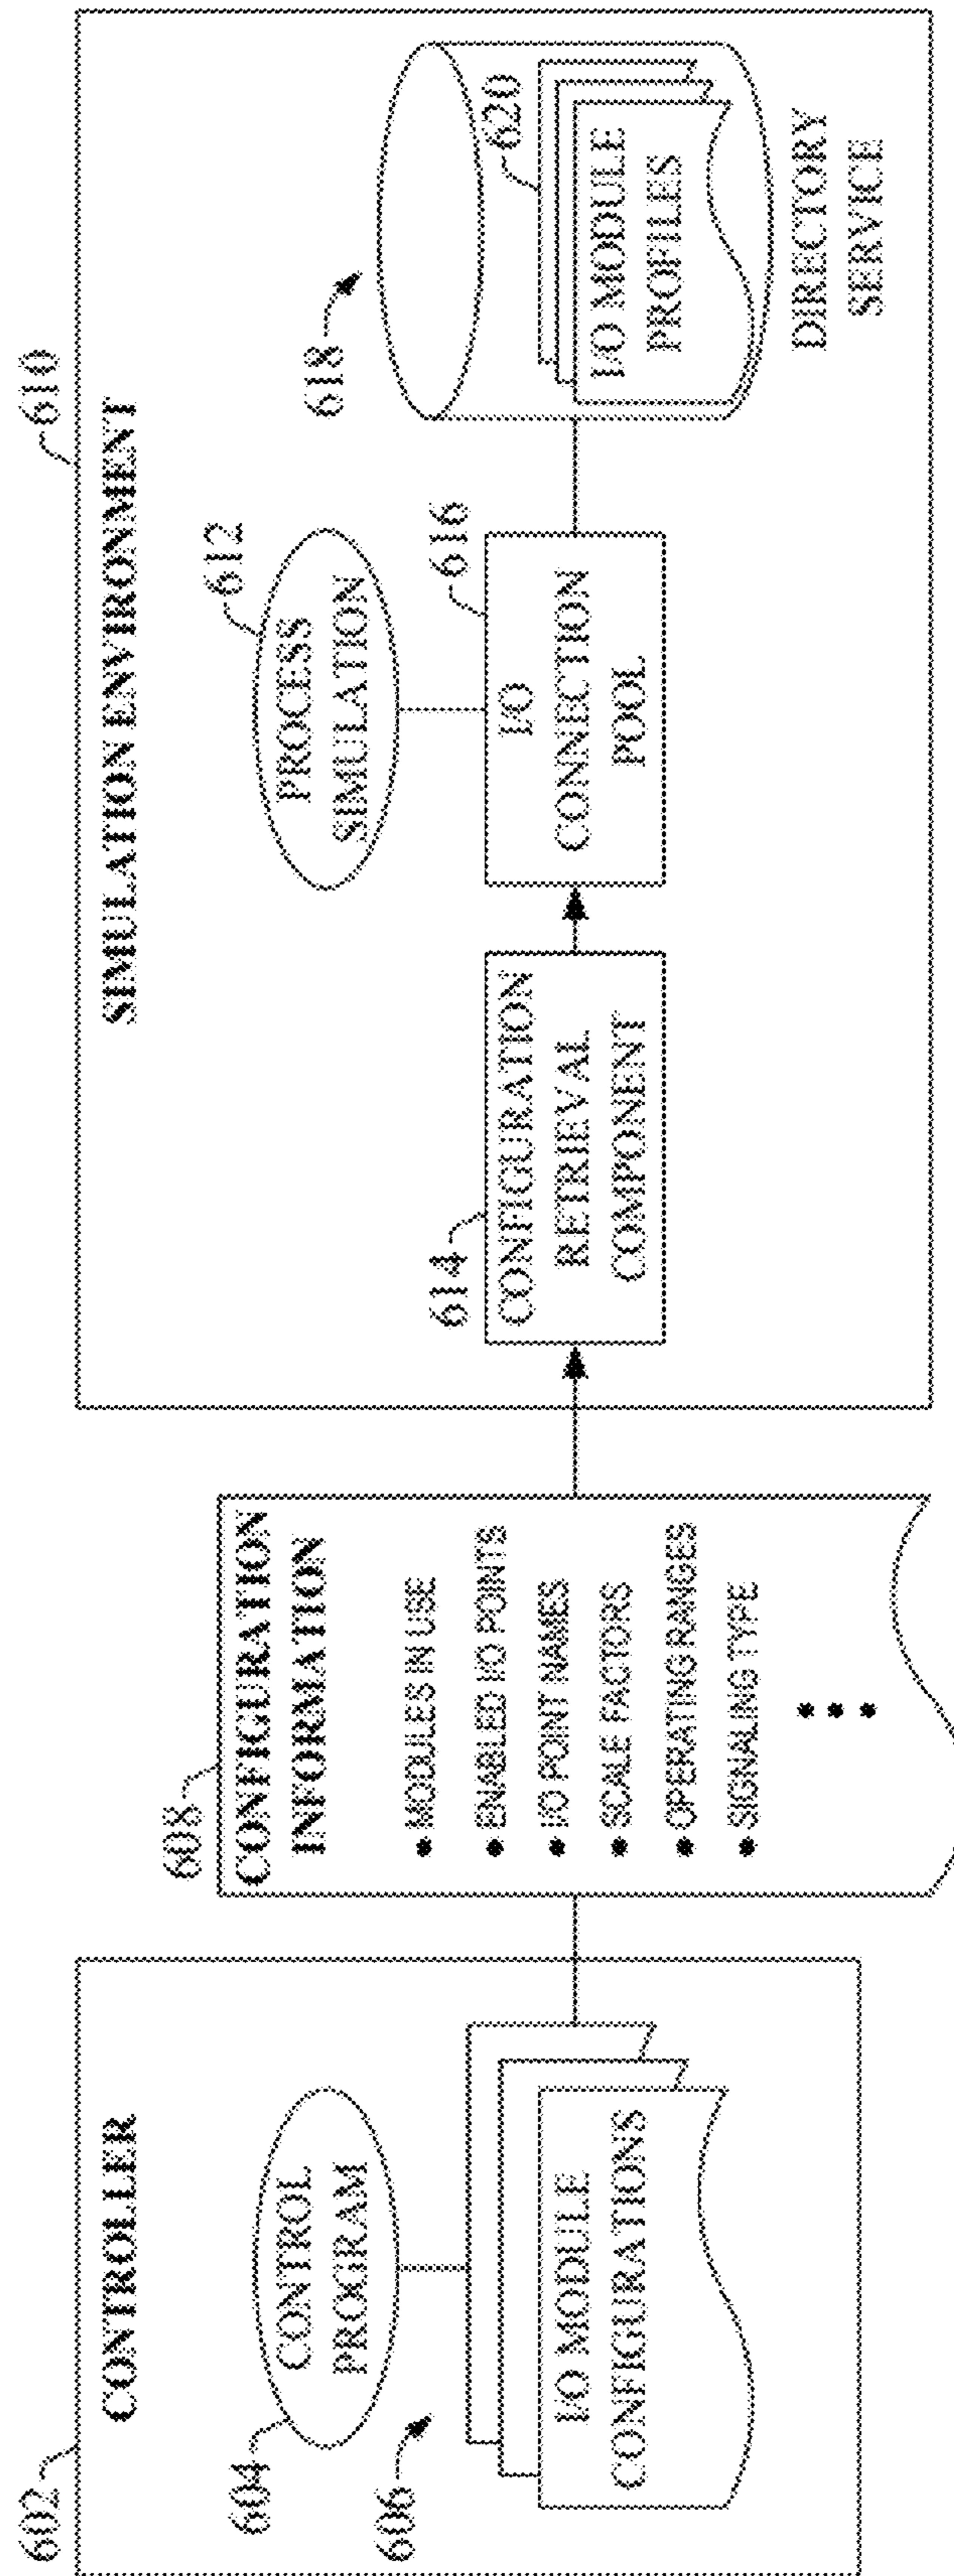 602
CONTROLLER
604
CONTROL
PROGRAM
606
I/O MODULE
CONFIGURATIONS
608
CONFIGURATION
INFORMATION
● MODULES IN USE
● ENABLED I/O POINTS
● I/O POINT NAMES
● SCALE FACTORS
● OPERATING RANGES
● SIGNALING TYPE
● ● ●
610
SIMULATION ENVIRONMENT
612
PROCESS
SIMULATION
614
CONFIGURATION
RETRIEVAL
COMPONENT
616
I/O
CONNECTION
POOL
618
620
I/O MODULE
PROFILES
DIRECTORY
SERVICE